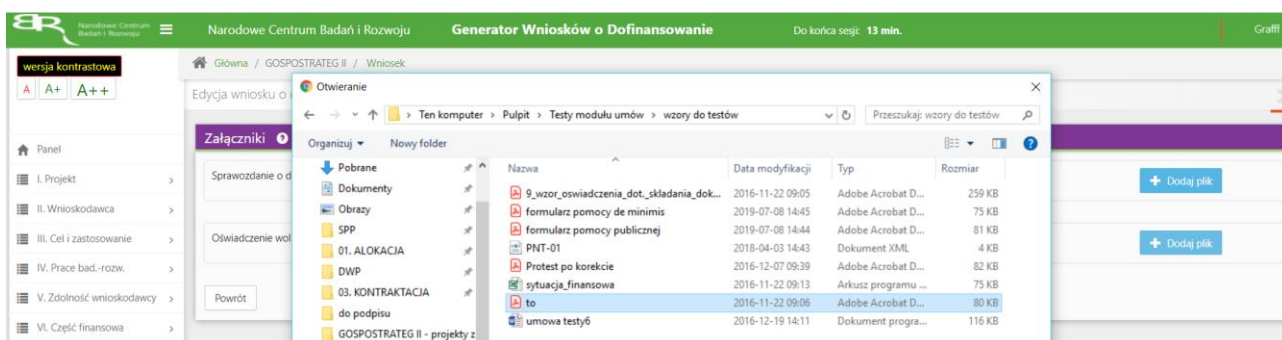 Narodowe Centrum
Badań i Rozwoju
Narodowe Centrum Badań i Rozwoju
Generator Wniosków o Dofinansowanie
Do końca sesji: 13 min.
Graffi
wersja kontrastowa
A A+ A++
Główna / GOSPOSTRATEG II / Wniosek
Edycja wniosku o
Panel
I. Projekt
II. Wnioskodawca
III. Cel i zastosowanie
IV. Prace bad.-rozw.
V. Zdolność wnioskodawcy
VI. Część finansowa
Załączniki
Sprawozdanie o d
Dodaj plik
Oświadczenie wol
Dodaj plik
Powrót
Otwieranie
Ten komputer > Pulpit > Testy modułu umów > wzory do testów
Przeszukaj: wzory do testów
Organizuj
Nowy folder
Pobrane
Dokumenty
Obrazy
SPP
01. ALOKACJA
DWP
03. KONTRAKTACJA
do podpisu
GOSPOSTRATEG II - projekty z
Nazwa Data modyfikacji Typ Rozmiar
9_wzor_oswiadczenia_dot._skladania_dok... 2016-11-22 09:05 Adobe Acrobat D... 259 KB
formularz pomocy de minimis 2019-07-08 14:45 Adobe Acrobat D... 75 KB
formularz pomocy publicznej 2019-07-08 14:44 Adobe Acrobat D... 81 KB
PNT-01 2018-04-03 14:43 Dokument XML 4 KB
Protest po korekcie 2016-12-07 09:39 Adobe Acrobat D... 82 KB
sytuacja_finansowa 2016-11-22 09:13 Arkusz programu ... 75 KB
to 2016-11-22 09:06 Adobe Acrobat D... 80 KB
umowa testy6 2016-12-19 14:11 Dokument progra... 116 KB